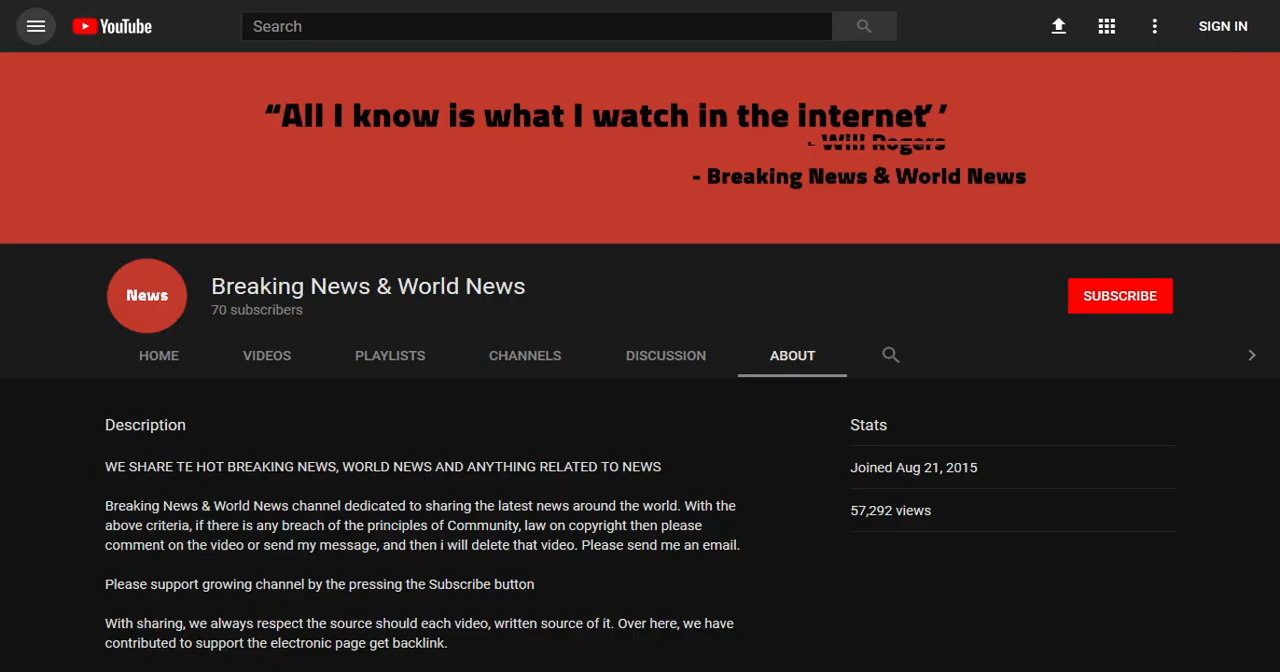 YouTube
Search
SIGN IN
“All I know is what I watch in the internet’’
- Will Rogers
- Breaking News & World News
News
Breaking News & World News
70 subscribers
SUBSCRIBE
HOME VIDEOS PLAYLISTS CHANNELS DISCUSSION ABOUT
Description
WE SHARE TE HOT BREAKING NEWS, WORLD NEWS AND ANYTHING RELATED TO NEWS
Breaking News & World News channel dedicated to sharing the latest news around the world. With the
above criteria, if there is any breach of the principles of Community, law on copyright then please
comment on the video or send my message, and then i will delete that video. Please send me an email.
Please support growing channel by the pressing the Subscribe button
With sharing, we always respect the source should each video, written source of it. Over here, we have
contributed to support the electronic page get backlink.
Stats
Joined Aug 21, 2015
57,292 views